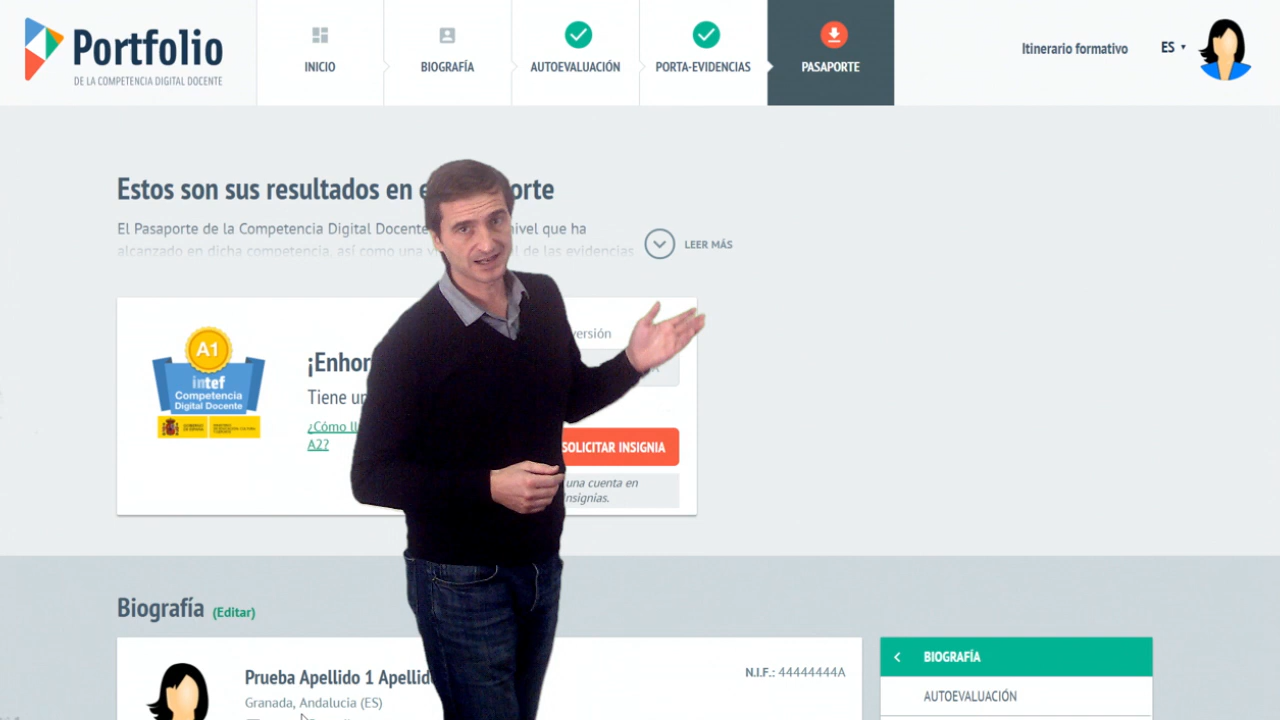 Portfolio
DE LA COMPETENCIA DIGITAL DOCENTE
INICIO
BIOGRAFÍA
AUTOEVALUACIÓN
PORTA-EVIDENCIAS
PASAPORTE
Itinerario formativo
ES
Estos son sus resultados en e orte
El Pasaporte de la Competencia Digital Docente nivel que ha
alcanzado en dicha competencia, así como una v l de las evidencias
LEER MÁS
A1
intef
Competencia
Digital Docente
¡Enhor
Tiene un
¿Cómo ll
A2?
versión
SOLICITAR INSIGNIA
una cuenta en
Insignias.
Biografía (Editar)
Prueba Apellido 1 Apellid
Granada, Andalucia (ES)
N.I.F.: 44444444A
BIOGRAFÍA
AUTOEVALUACIÓN